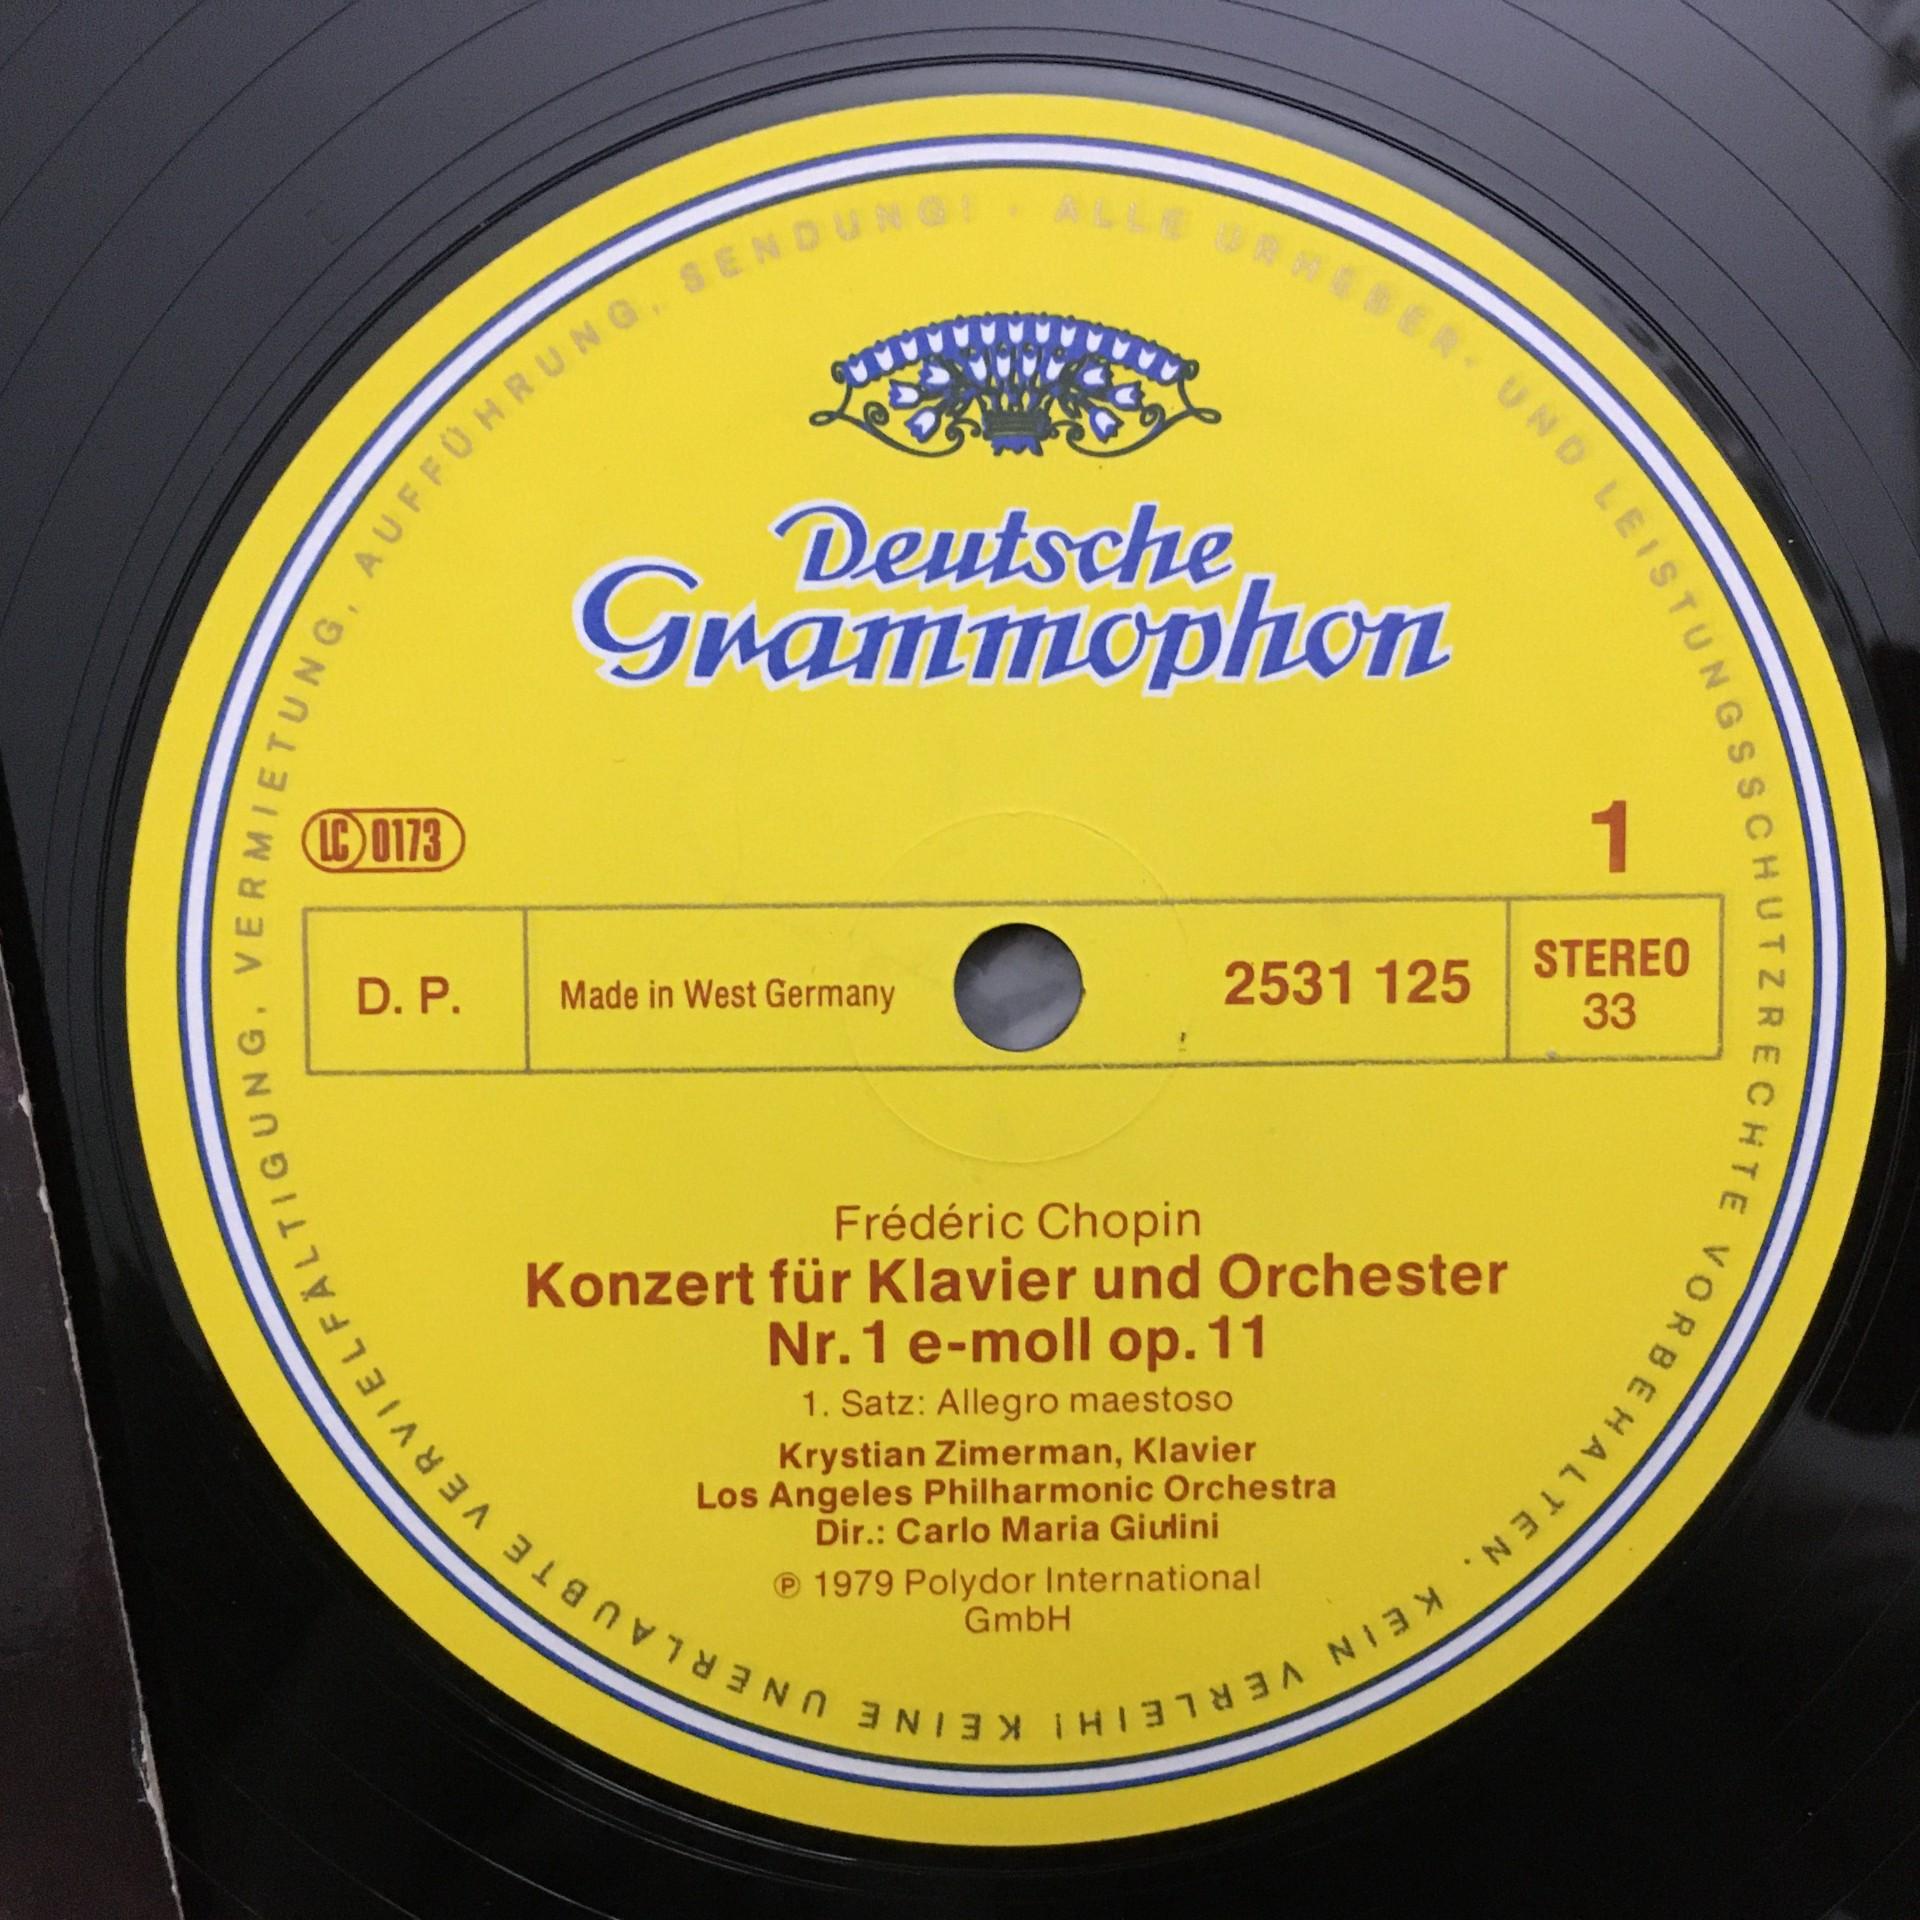 ALLE URHEBER- UND LEISTUNGSSCHUTZRECHTE VORBEHALTEN. KEIN VERLEIH! KEINE UNERLAUBTE VERVIELFÄLTIGUNG, VERMIETUNG, AUFFÜHRUNG, SENDUNG! ·
Deutsche
Grammophon
LC 0173
1
D. P.
Made in West Germany
2531 125
STEREO
33
Frédéric Chopin
Konzert für Klavier und Orchester
Nr. 1 e-moll op. 11
1. Satz: Allegro maestoso
Krystian Zimerman, Klavier
Los Angeles Philharmonic Orchestra
Dir.: Carlo Maria Giulini
℗ 1979 Polydor International
GmbH